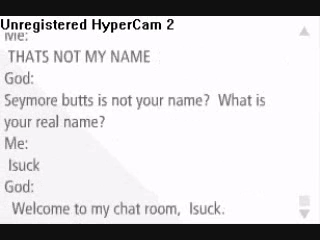 Unregistered HyperCam 2
Me:
THATS NOT MY NAME
God:
Seymore butts is not your name? What is
your real name?
Me:
Isuck
God:
Welcome to my chat room, Isuck.